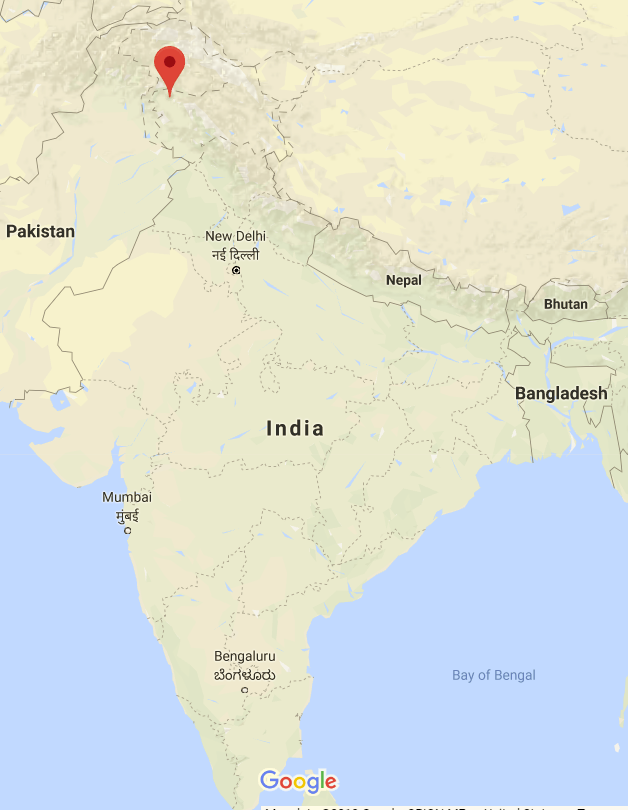 Pakistan
New Delhi
नई दिल्ली
Nepal
Bhutan
Bangladesh
India
Mumbai
मुंबई
Bengaluru
ಬೆಂಗಳೂರು
Bay of Bengal
Google